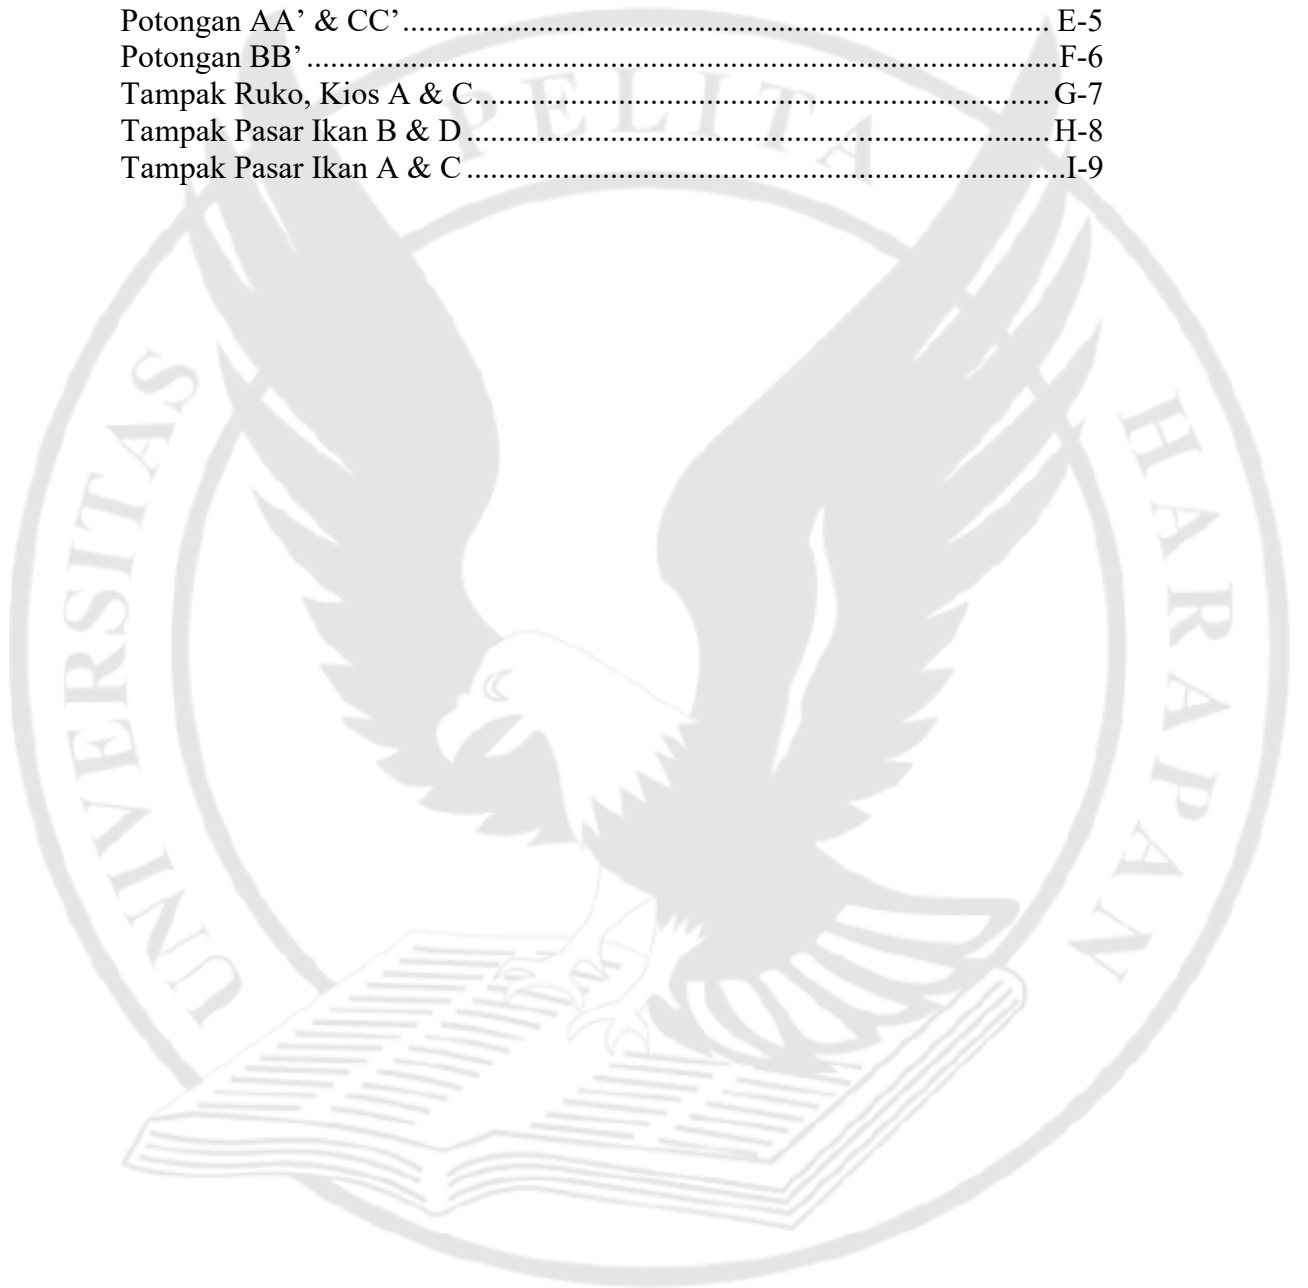 Potongan AA’ & CC’................................................................................. E-5
Potongan BB’..............................................................................................F-6
Tampak Ruko, Kios A & C........................................................................ G-7
Tampak Pasar Ikan B & D......................................................................... H-8
Tampak Pasar Ikan A & C...........................................................................I-9
UNIVERSITAS PELITA HARAPAN